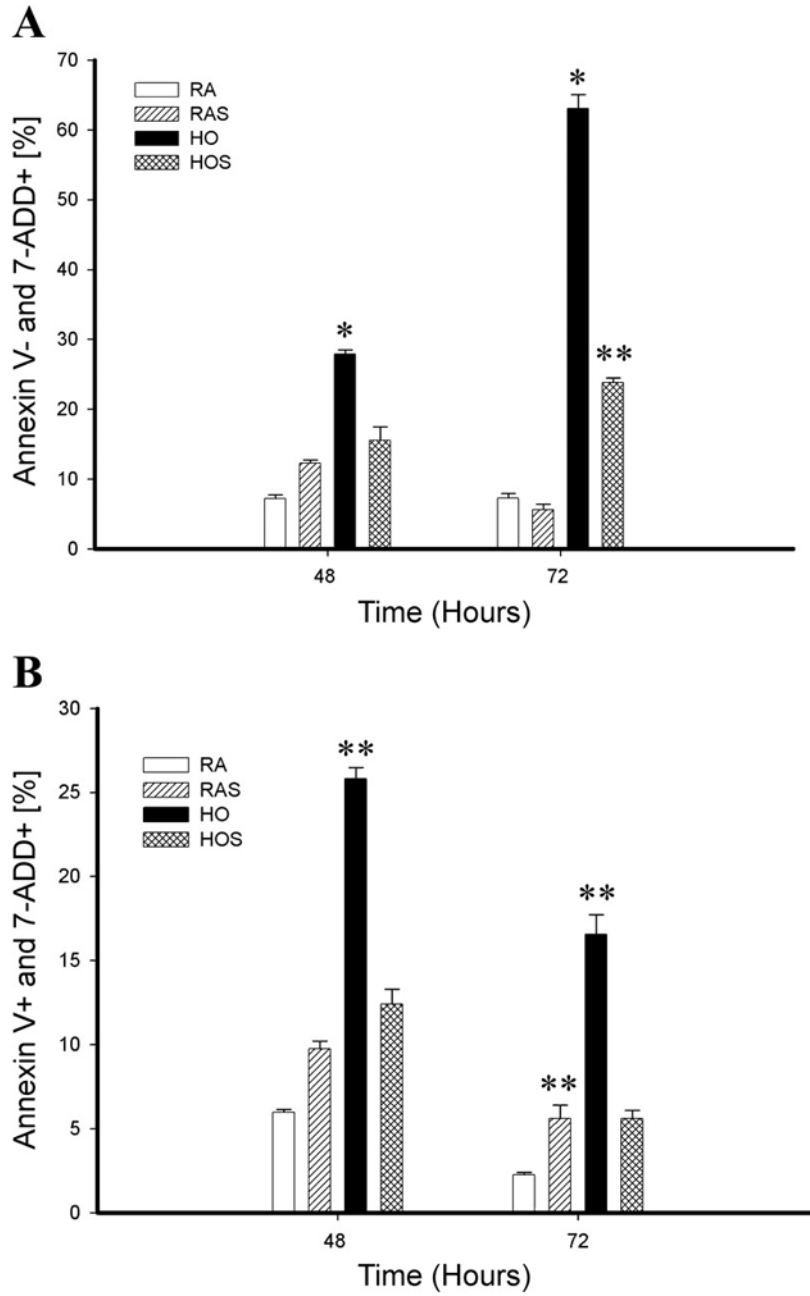 A
Annexin V- and 7-ADD+ [%]
70
60
50
40
30
20
10
0
RA
RAS
HO
HOS
*
*
**
48
72
Time (Hours)
B
Annexin V+ and 7-ADD+ [%]
30
25
20
15
10
5
0
RA
RAS
HO
HOS
**
**
**
48
72
Time (Hours)